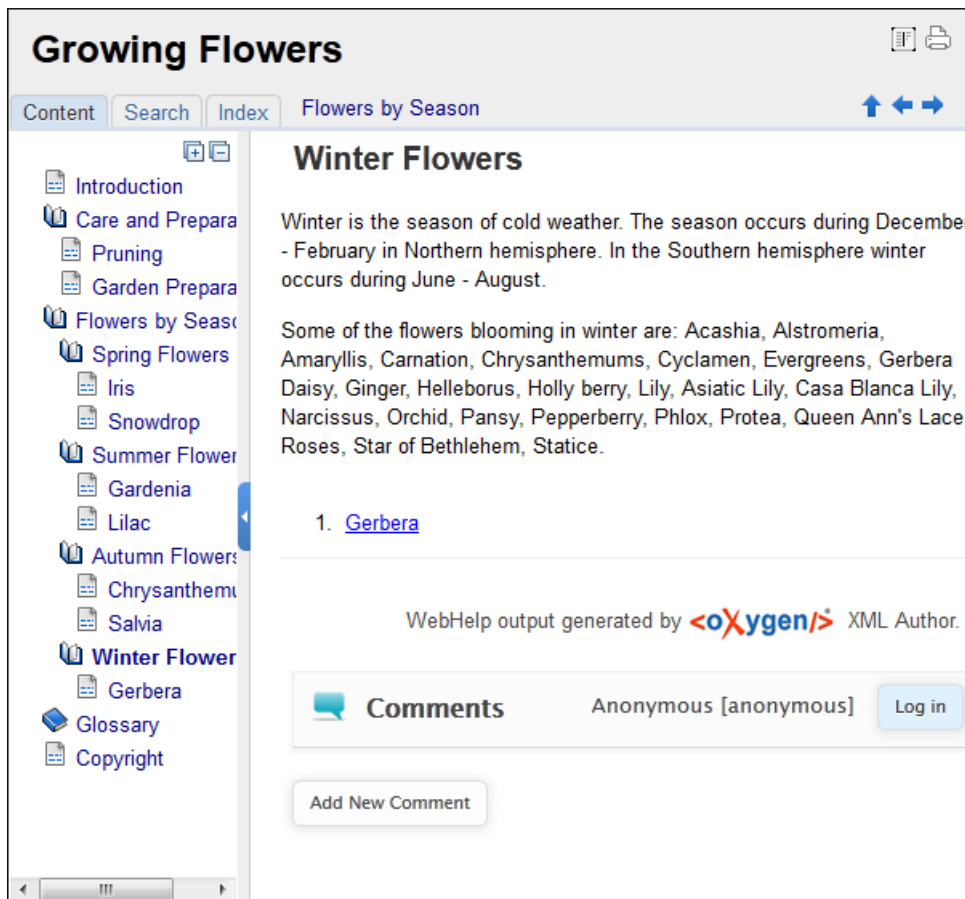 Growing Flowers
Content Search Index Flowers by Season
Introduction
Care and Prepara
Pruning
Garden Prepara
Flowers by Seaso
Spring Flowers
Iris
Snowdrop
Summer Flower
Gardenia
Lilac
Autumn Flowers
Chrysanthemu
Salvia
Winter Flower
Gerbera
Glossary
Copyright
Winter Flowers
Winter is the season of cold weather. The season occurs during December
- February in Northern hemisphere. In the Southern hemisphere winter
occurs during June - August.
Some of the flowers blooming in winter are: Acashia, Alstromeria,
Amaryllis, Carnation, Chrysanthemums, Cyclamen, Evergreens, Gerbera
Daisy, Ginger, Helleborus, Holly berry, Lily, Asiatic Lily, Casa Blanca Lily,
Narcissus, Orchid, Pansy, Pepperberry, Phlox, Protea, Queen Ann's Lace
Roses, Star of Bethlehem, Statice.
1. Gerbera
WebHelp output generated by <oXygen/> XML Author.
Comments Anonymous [anonymous] Log in
Add New Comment